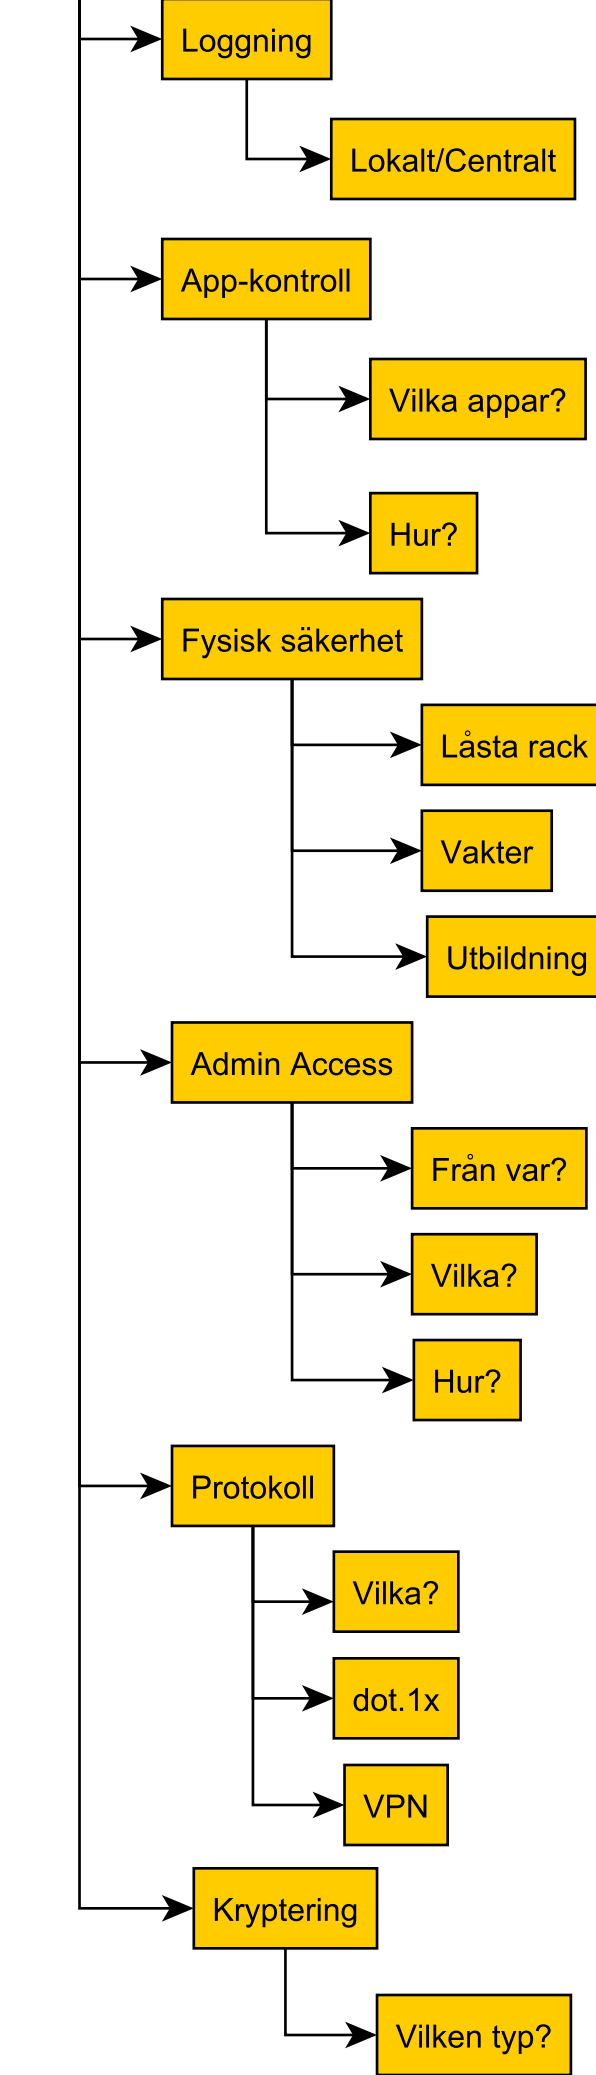 Loggning
Lokalt/Centralt
App-kontroll
Vilka appar?
Hur?
Fysisk säkerhet
Låsta rack
Vakter
Utbildning
Admin Access
Från var?
Vilka?
Hur?
Protokoll
Vilka?
dot.1x
VPN
Kryptering
Vilken typ?